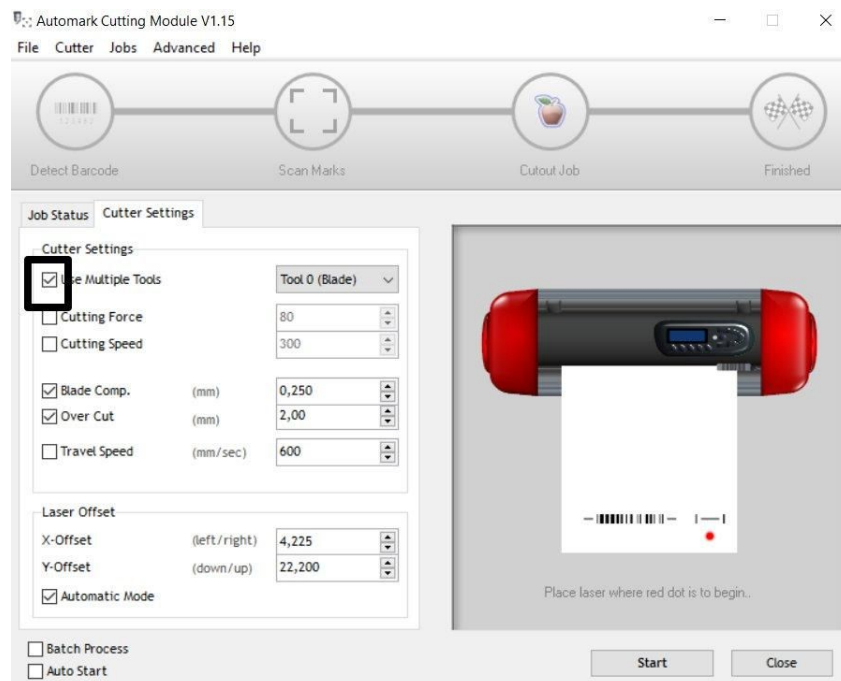 Automark Cutting Module V1.15
File Cutter Jobs Advanced Help
Detect Barcode Scan Marks Cutout Job Finished
Job Status Cutter Settings
Cutter Settings
Use Multiple Tools Tool 0 (Blade)
Cutting Force 80
Cutting Speed 300
Blade Comp. (mm) 0,250
Over Cut (mm) 2,00
Travel Speed (mm/sec) 600
Laser Offset
X-Offset (left/right) 4,225
Y-Offset (down/up) 22,200
Automatic Mode
Place laser where red dot is to begin..
Batch Process
Auto Start
Start Close